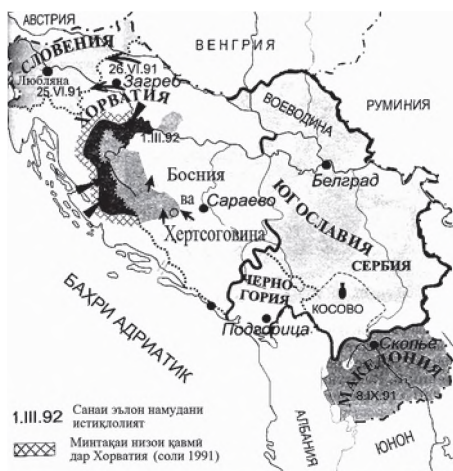 АВСТРИЯ
ВЕНГРИЯ
СЛОВЕНИЯ
26.VI.91
Любляна
Загреб
25.VI.91
ХОРВАТИЯ
РУМИНИЯ
ВОЕВОДИНА
1.III.92
Босния
ва
Сараево
Хертсоговина
Белград
ЮГОСЛАВИЯ
СЕРБИЯ
БАҲРИ АДРИАТИК
ЧЕРНО-
ГОРИЯ
КОСОВО
Подгорица
Скопье
МАКЕДОНИЯ
8.IX.91
АЛБАНИЯ
ЮНОН
1.III.92 Санаи эълон намудани
истиқлолият
Минтақаи низоъ қавмӣ
дар Хорватия (соли 1991)